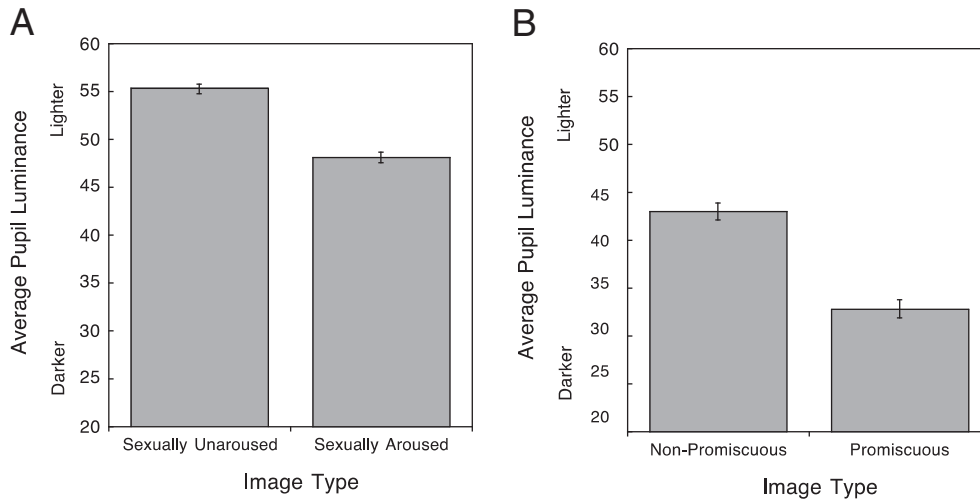 A
Average Pupil Luminance
Lighter
Darker
60
55
50
45
40
35
30
25
20
Sexually Unaroused
Sexually Aroused
Image Type
B
Average Pupil Luminance
Lighter
Darker
60
55
50
45
40
35
30
25
20
Non-Promiscuous
Promiscuous
Image Type